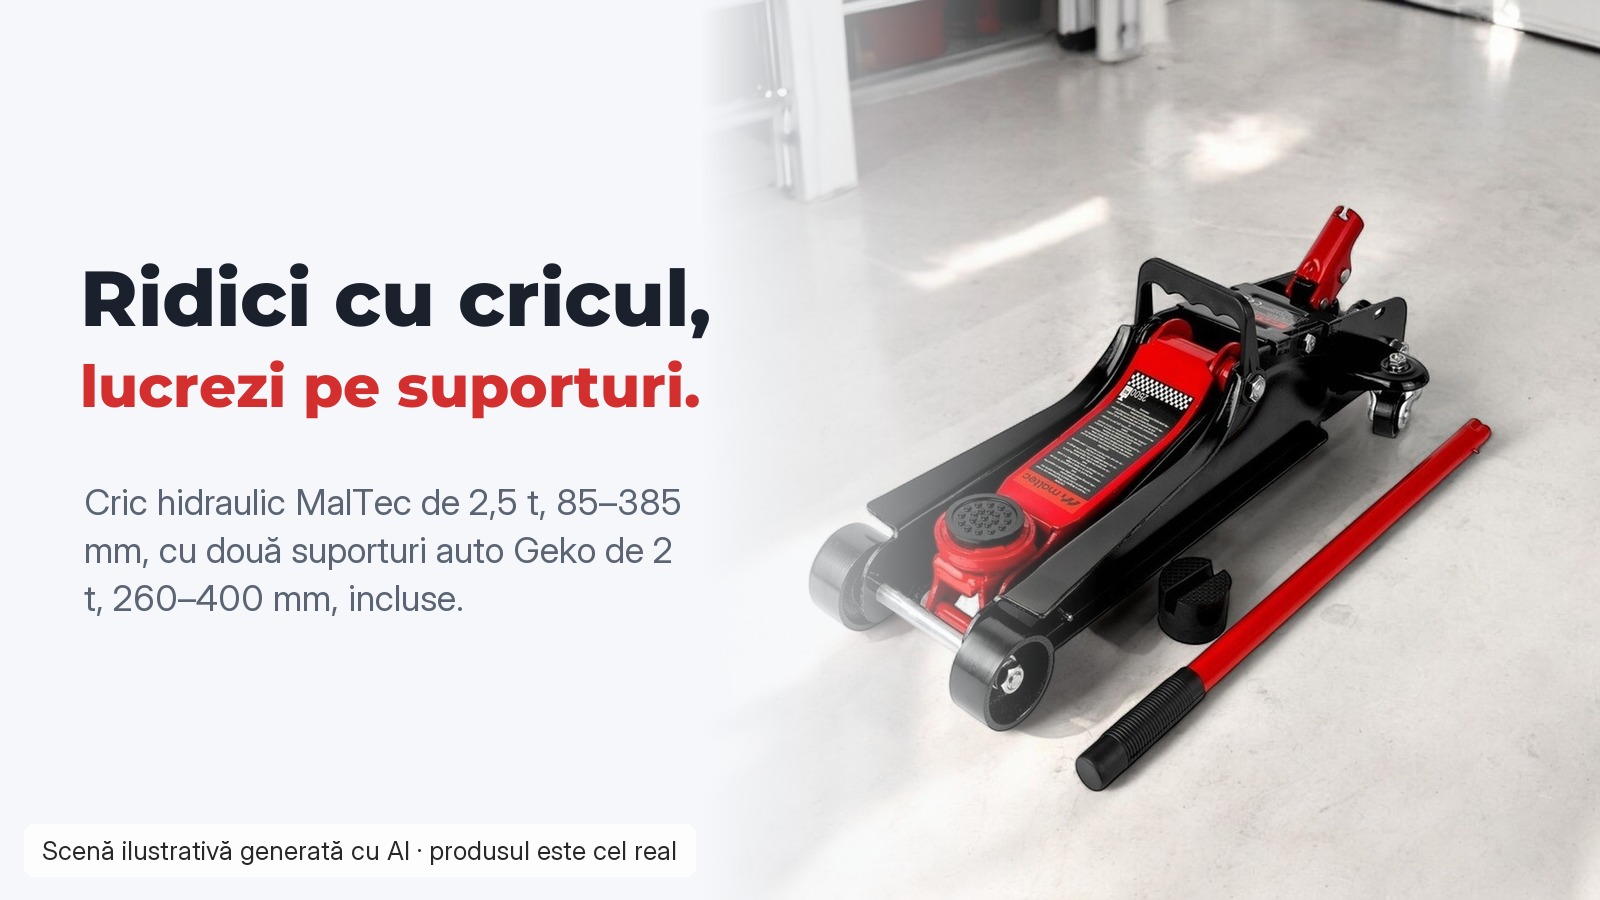 Ridici cu cricul,
lucrezi pe suporturi.
Cric hidraulic MalTec de 2,5 t, 85–385
mm, cu două suporturi auto Geko de 2
t, 260–400 mm, incluse.
Scenă ilustrativă generată cu AI · produsul este cel real
maltec